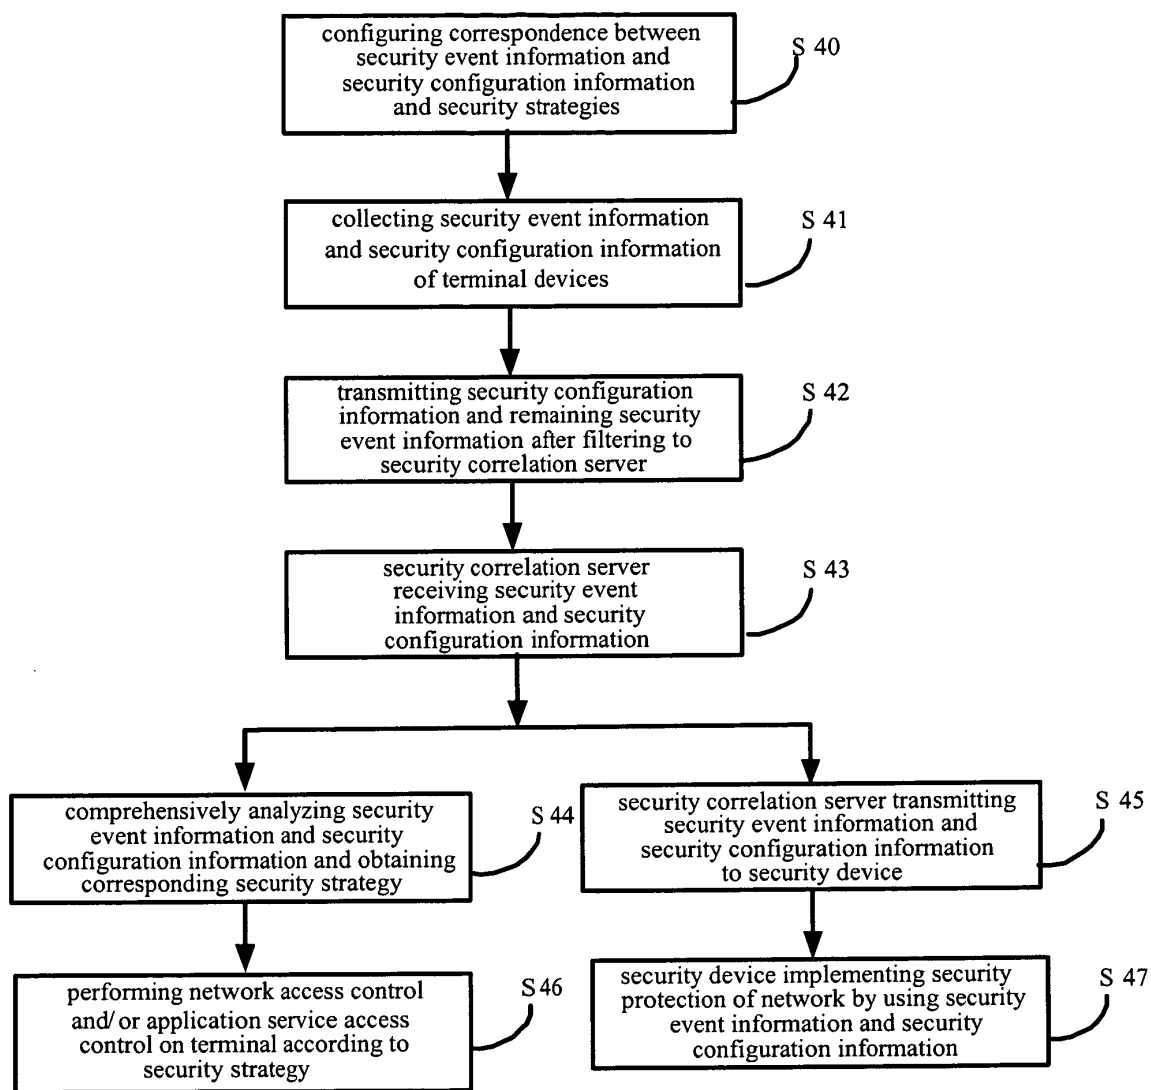 configuring correspondence between
security event information and
security configuration information
and security strategies
S 40
collecting security event information
and security configuration information
of terminal devices
S 41
transmitting security configuration
information and remaining security
event information after filtering to
security correlation server
S 42
security correlation server
receiving security event
information and security
configuration information
S 43
comprehensively analyzing security
event information and security
configuration information and obtaining
corresponding security strategy
S 44
security correlation server transmitting
security event information and
security configuration information
to security device
S 45
performing network access control
and/ or application service access
control on terminal according to
security strategy
S 46
security device implementing security
protection of network by using security
event information and security
configuration information
S 47